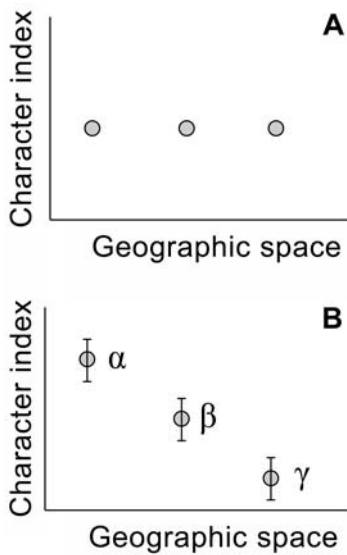 A
Character index
Geographic space
B
Character index
α
β
γ
Geographic space